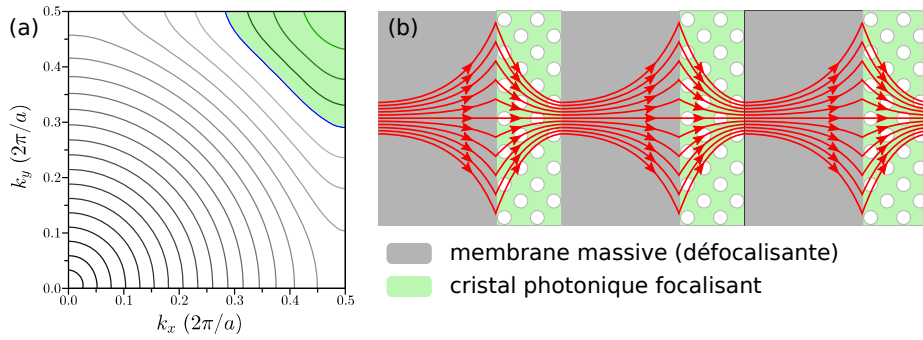 (a)
(b)
0.5
0.4
0.3
0.2
0.1
0.0
k_y (2π/a)
0.0 0.1 0.2 0.3 0.4 0.5
k_x (2π/a)
membrane massive (défocalisante)
cristal photonique focalisant